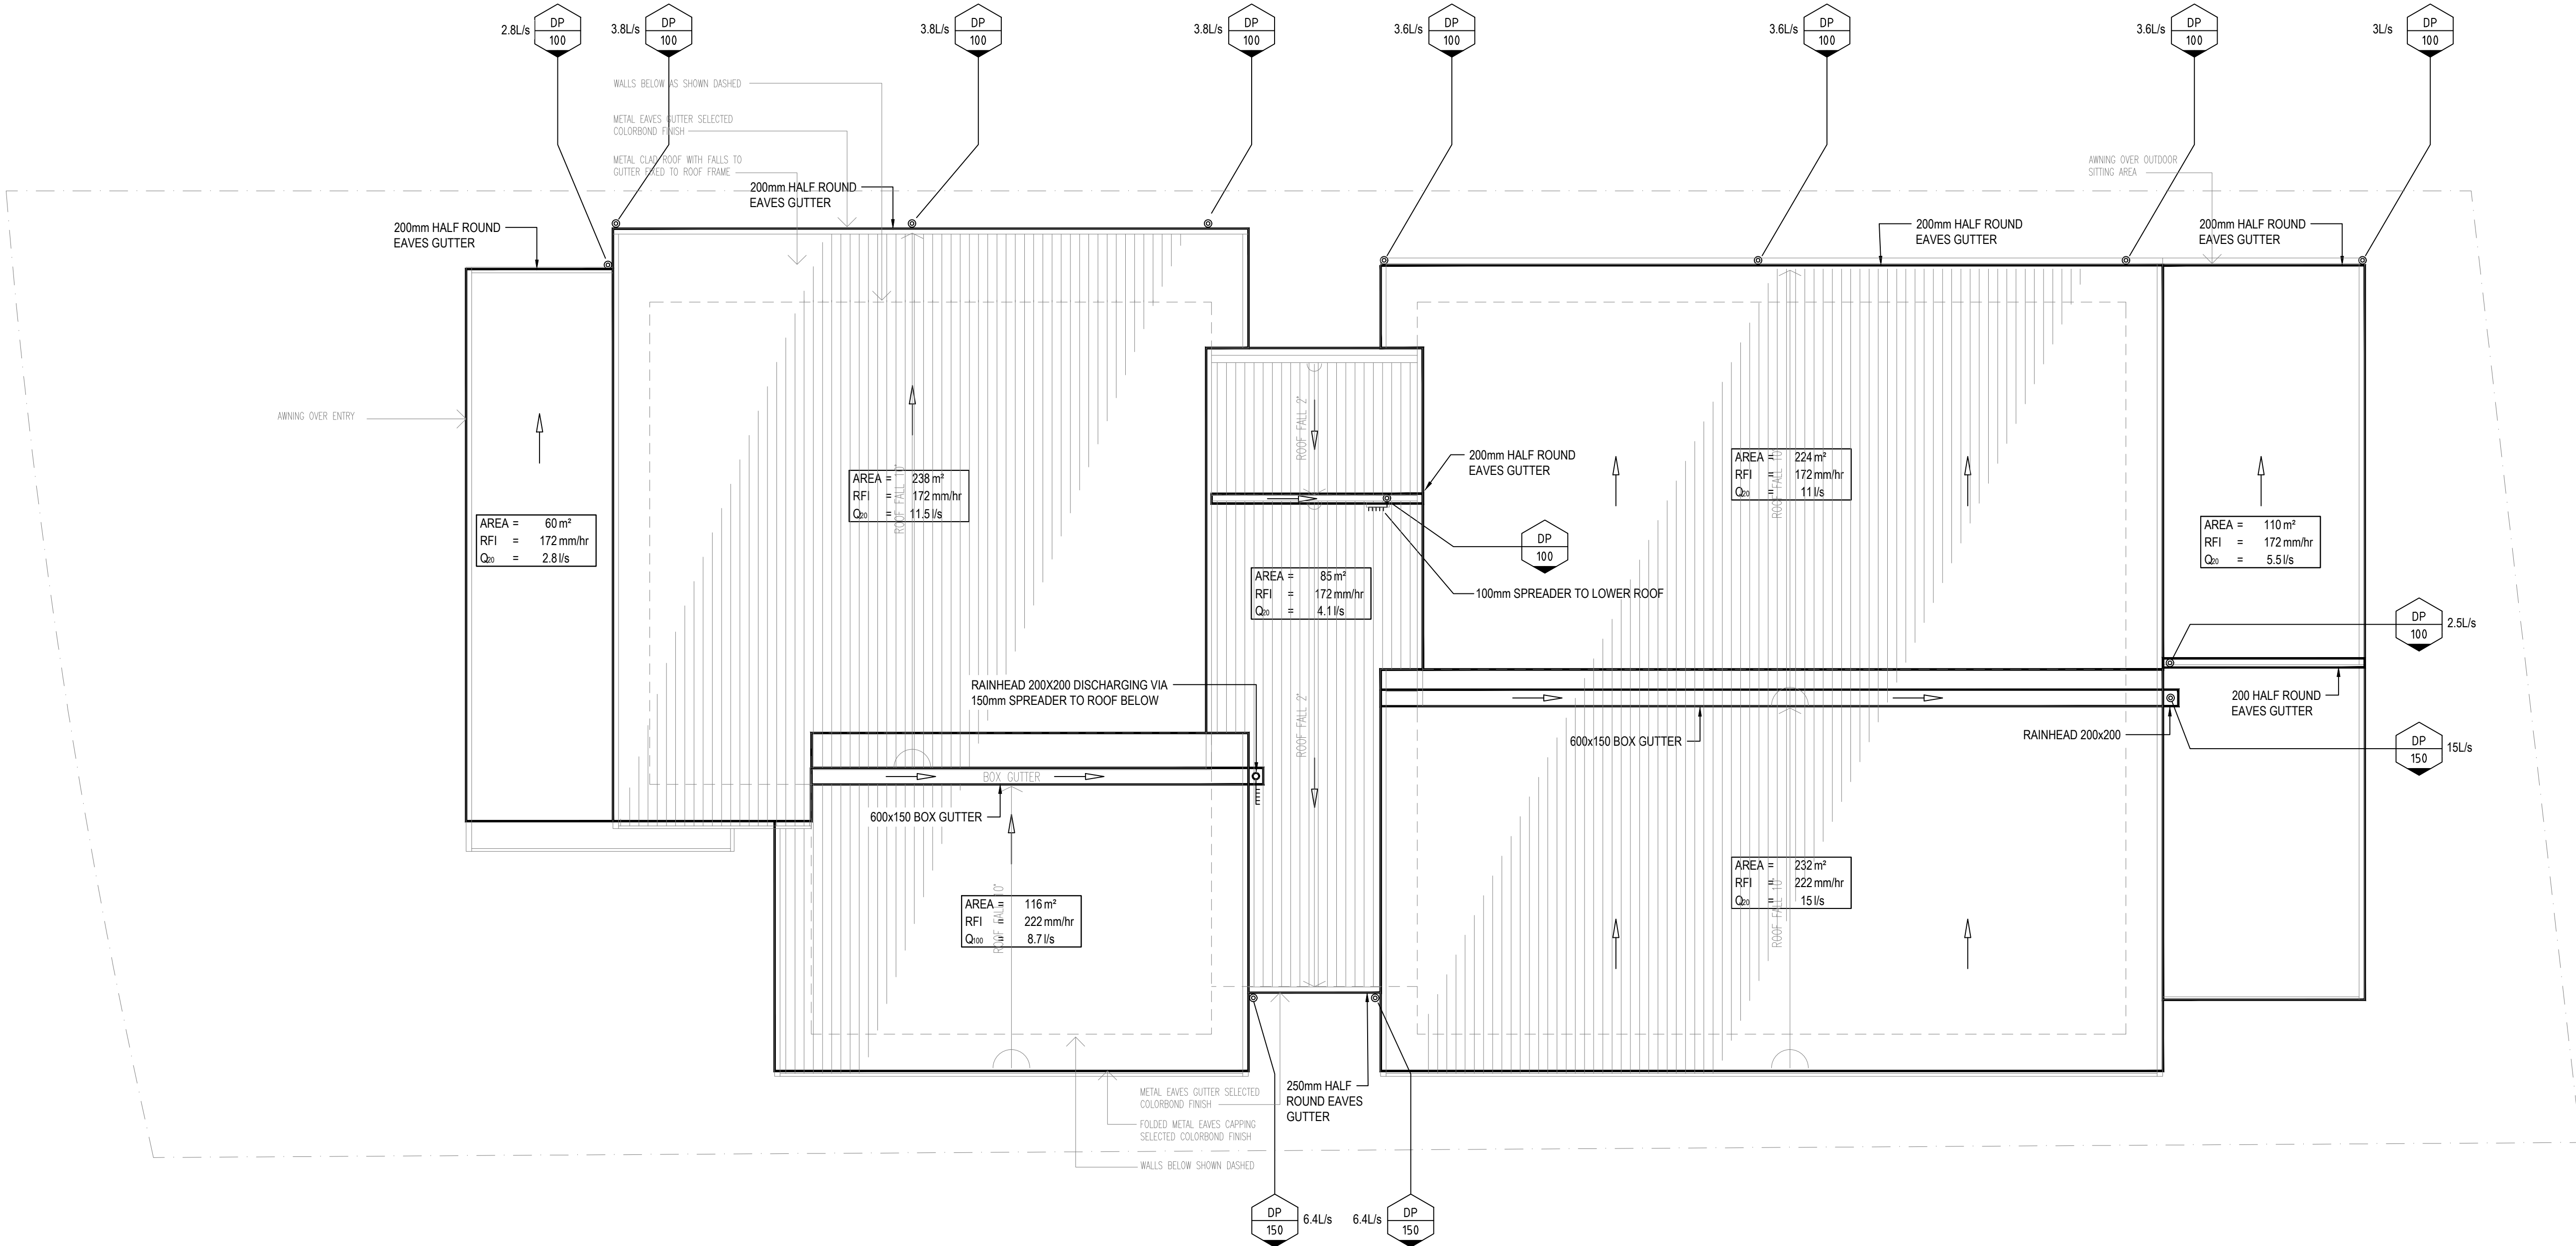 2.8L/s
DP
100
3.8L/s
DP
100
3.8L/s
DP
100
3.8L/s
DP
100
3.6L/s
DP
100
3.6L/s
DP
100
3.6L/s
DP
100
3L/s
DP
100
WALLS BELOW AS SHOWN DASHED
METAL EAVES GUTTER SELECTED
COLORBOND FINISH
METAL CLAD ROOF WITH FALLS TO
GUTTER FIXED TO ROOF FRAME
200mm HALF ROUND
EAVES GUTTER
AWNING OVER OUTDOOR
SITTING AREA
200mm HALF ROUND
EAVES GUTTER
200mm HALF ROUND
EAVES GUTTER
200mm HALF ROUND
EAVES GUTTER
AWNING OVER ENTRY
ROOF FALL 2°
200mm HALF ROUND
EAVES GUTTER
AREA = 238 m²
RFI = 172 mm/hr
Q20 = 11.5 l/s
ROOF FALL 10°
AREA = 224 m²
RFI = 172 mm/hr
Q20 = 11 l/s
ROOF FALL 10°
AREA = 60 m²
RFI = 172 mm/hr
Q20 = 2.8 l/s
AREA = 110 m²
RFI = 172 mm/hr
Q20 = 5.5 l/s
DP
100
100mm SPREADER TO LOWER ROOF
AREA = 85 m²
RFI = 172 mm/hr
Q20 = 4.1 l/s
DP
100
2.5L/s
RAINHEAD 200X200 DISCHARGING VIA
150mm SPREADER TO ROOF BELOW
ROOF FALL 2°
200 HALF ROUND
EAVES GUTTER
600x150 BOX GUTTER
RAINHEAD 200x200
DP
150
15L/s
BOX GUTTER
600x150 BOX GUTTER
AREA = 232 m²
RFI = 222 mm/hr
Q20 = 15 l/s
ROOF FALL 10°
AREA = 116 m²
RFI = 222 mm/hr
Q100 = 8.7 l/s
ROOF FALL 10°
METAL EAVES GUTTER SELECTED
COLORBOND FINISH
250mm HALF
ROUND EAVES
GUTTER
FOLDED METAL EAVES CAPPING
SELECTED COLORBOND FINISH
WALLS BELOW SHOWN DASHED
DP
150
6.4L/s
6.4L/s
DP
150